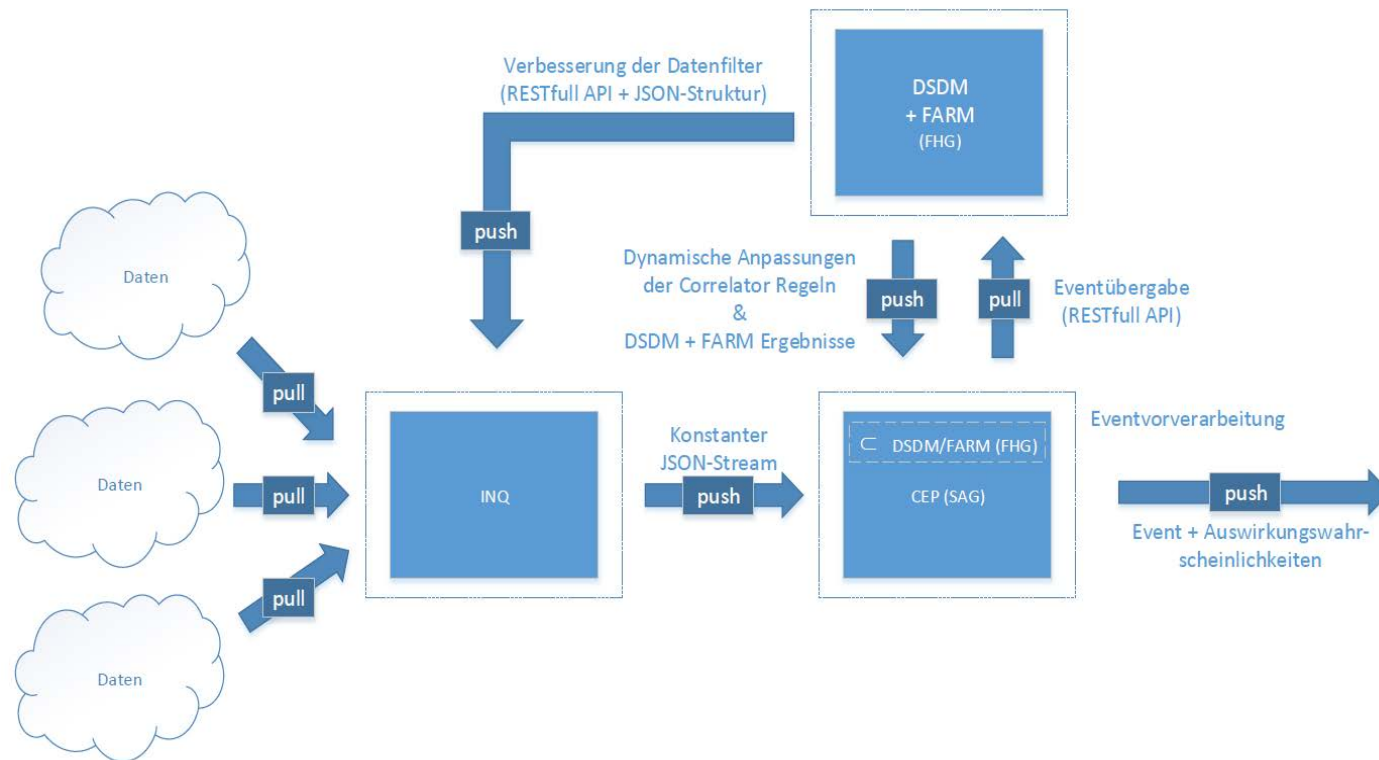 Verbesserung der Datenfilter
(RESTfull API + JSON-Struktur)
push
DSDM
+ FARM
(FHG)
Dynamische Anpassungen
der Correlator Regeln
&
DSDM + FARM Ergebnisse
push
pull
Eventübergabe
(RESTfull API)
Daten
pull
Daten
pull
Daten
pull
INQ
Konstanter
JSON-Stream
push
⊂ DSDM/FARM (FHG)
CEP (SAG)
Eventvorverarbeitung
push
Event + Auswirkungswahr-
scheinlichkeiten